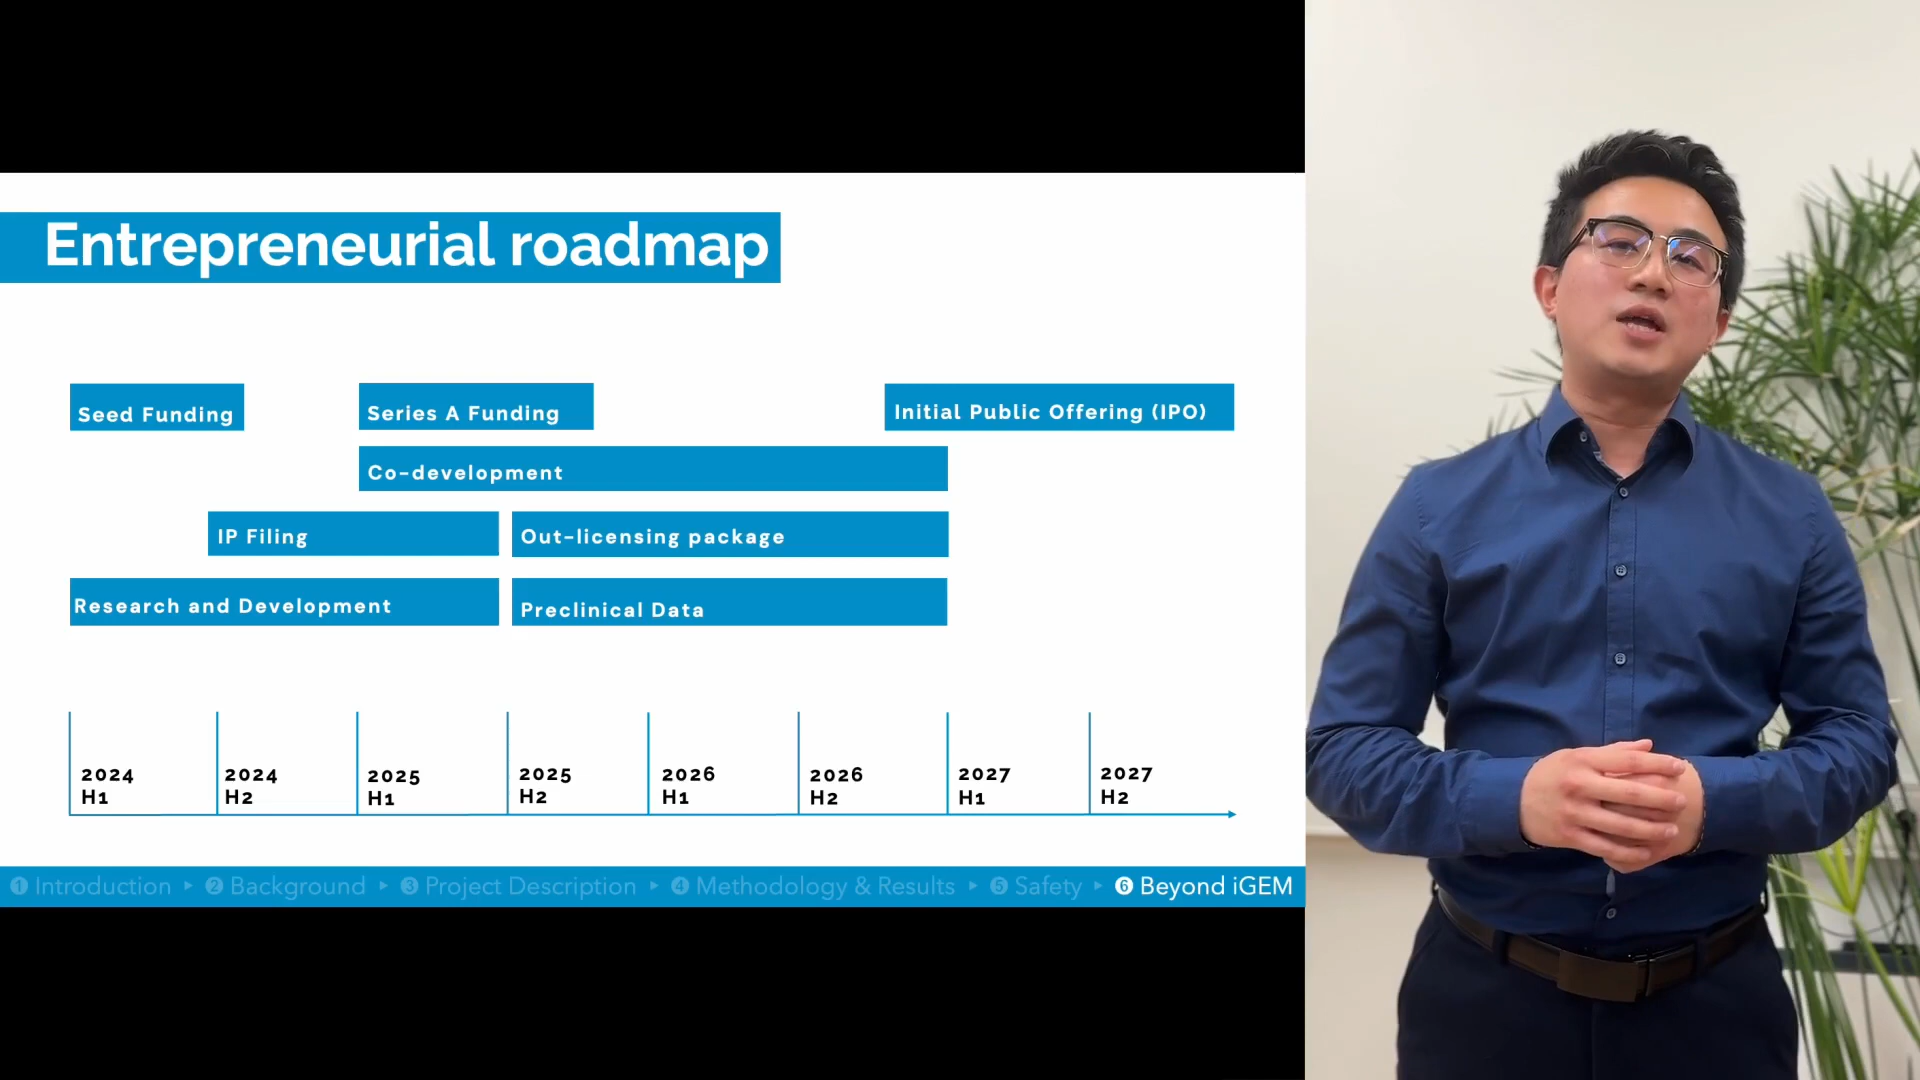 Entrepreneurial roadmap
Seed Funding
Series A Funding
Initial Public Offering (IPO)
Co-development
IP Filing
Out-licensing package
Research and Development
Preclinical Data
2024 H1
2024 H2
2025 H1
2025 H2
2026 H1
2026 H2
2027 H1
2027 H2
❶ Introduction ▸ ❷ Background ▸ ❸ Project Description ▸ ❹ Methodology & Results ▸ ❺ Safety ▸ ❻ Beyond iGEM